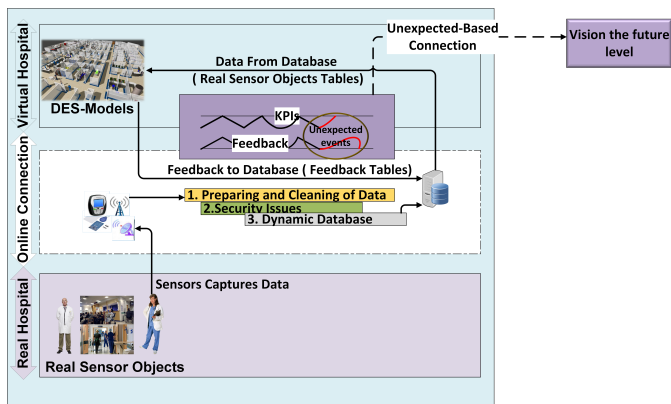 Unexpected-Based
Connection
Vision the future
level
Virtual Hospital
Data From Database
( Real Sensor Objects Tables)
DES-Models
KPIs
Feedback
Unexpected
events
Feedback to Database ( Feedback Tables)
Online Connection
1. Preparing and Cleaning of Data
2.Security Issues
3. Dynamic Database
Sensors Captures Data
Real Hospital
Real Sensor Objects